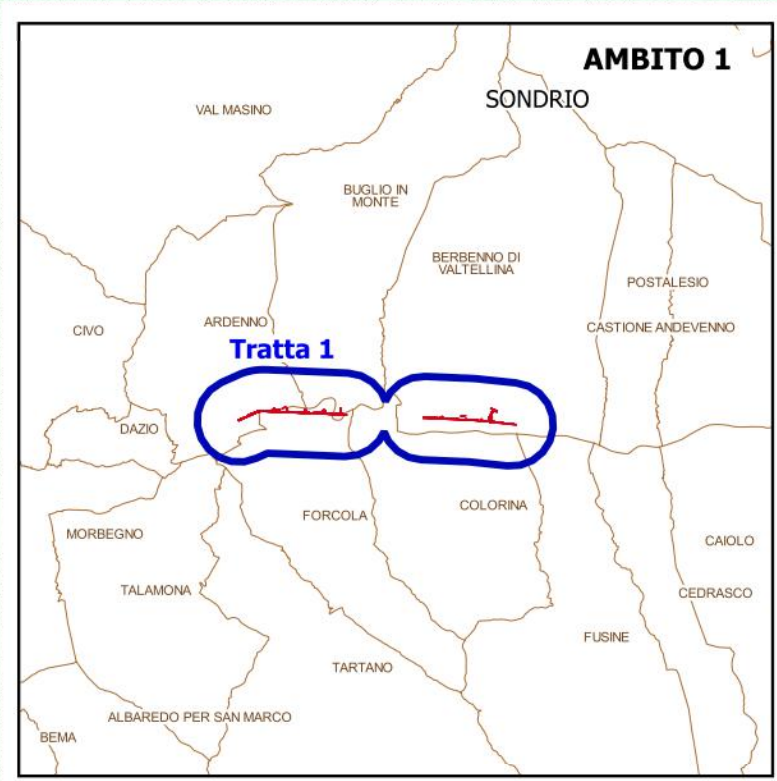 AMBITO 1
SONDRIO
VAL MASINO
BUGLIO IN
MONTE
BERBENNO DI
VALTELLINA
POSTALESIO
ARDENNO
CIVO
CASTIONE ANDEVENNO
Tratta 1
DAZIO
COLORINA
FORCOLA
MORBEGNO
CAIOLO
TALAMONA
CEDRASCO
FUSINE
TARTANO
ALBAREDO PER SAN MARCO
BEMA